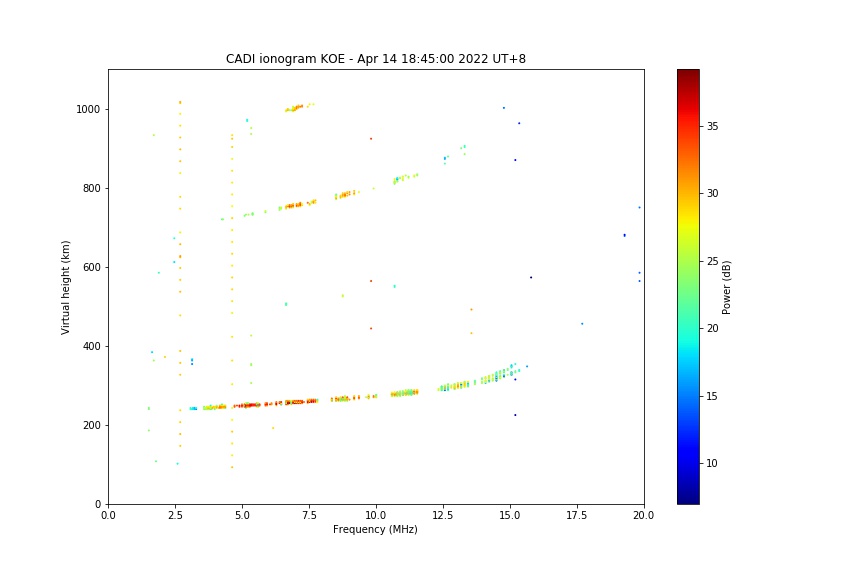 CADI ionogram KOE - Apr 14 18:45:00 2022 UT+8
1000
800
600
400
200
0
Virtual height (km)
0.0 2.5 5.0 7.5 10.0 12.5 15.0 17.5 20.0
Frequency (MHz)
35
30
25
20
15
10
Power (dB)